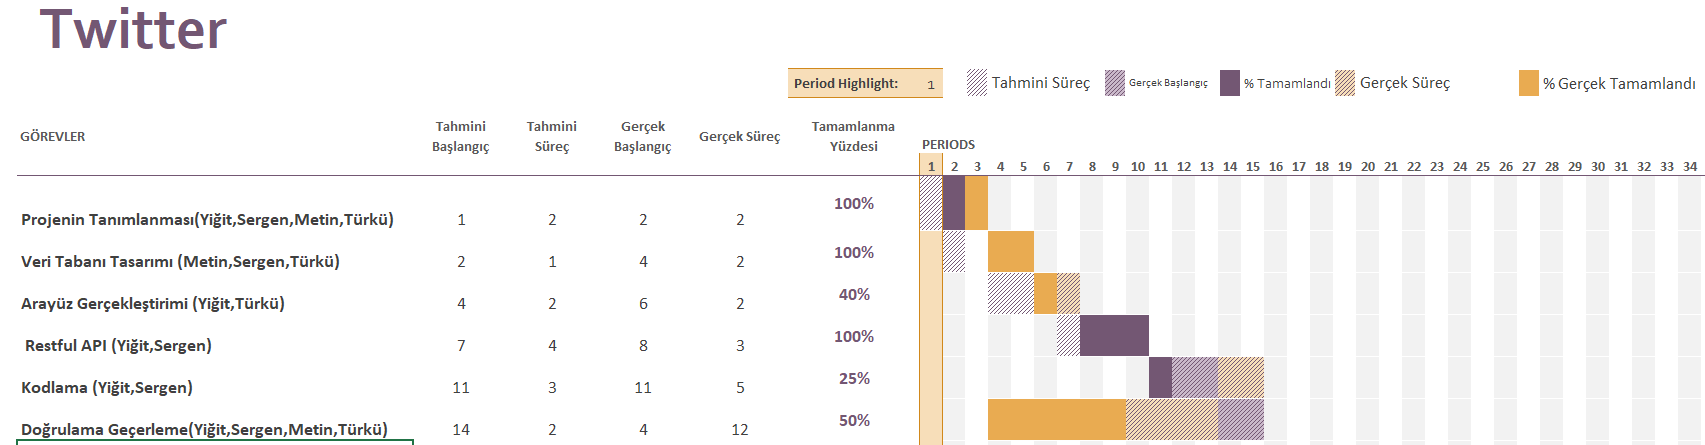 Twitter
Period Highlight: 1 Tahmini Süreç Gerçek Başlangıç % Tamamlandı Gerçek Süreç % Gerçek Tamamlandı
GÖREVLER Tahmini Başlangıç Tahmini Süreç Gerçek Başlangıç Gerçek Süreç Tamamlanma Yüzdesi PERIODS
1 2 3 4 5 6 7 8 9 10 11 12 13 14 15 16 17 18 19 20 21 22 23 24 25 26 27 28 29 30 31 32 33 34
Projenin Tanımlanması(Yiğit,Sergen,Metin,Türkü) 1 2 2 2 100%
Veri Tabanı Tasarımı (Metin,Sergen,Türkü) 2 1 4 2 100%
Arayüz Gerçekleştirimi (Yiğit,Türkü) 4 2 6 2 40%
Restful API (Yiğit,Sergen) 7 4 8 3 100%
Kodlama (Yiğit,Sergen) 11 3 11 5 25%
Doğrulama Geçerleme(Yiğit,Sergen,Metin,Türkü) 14 2 4 12 50%